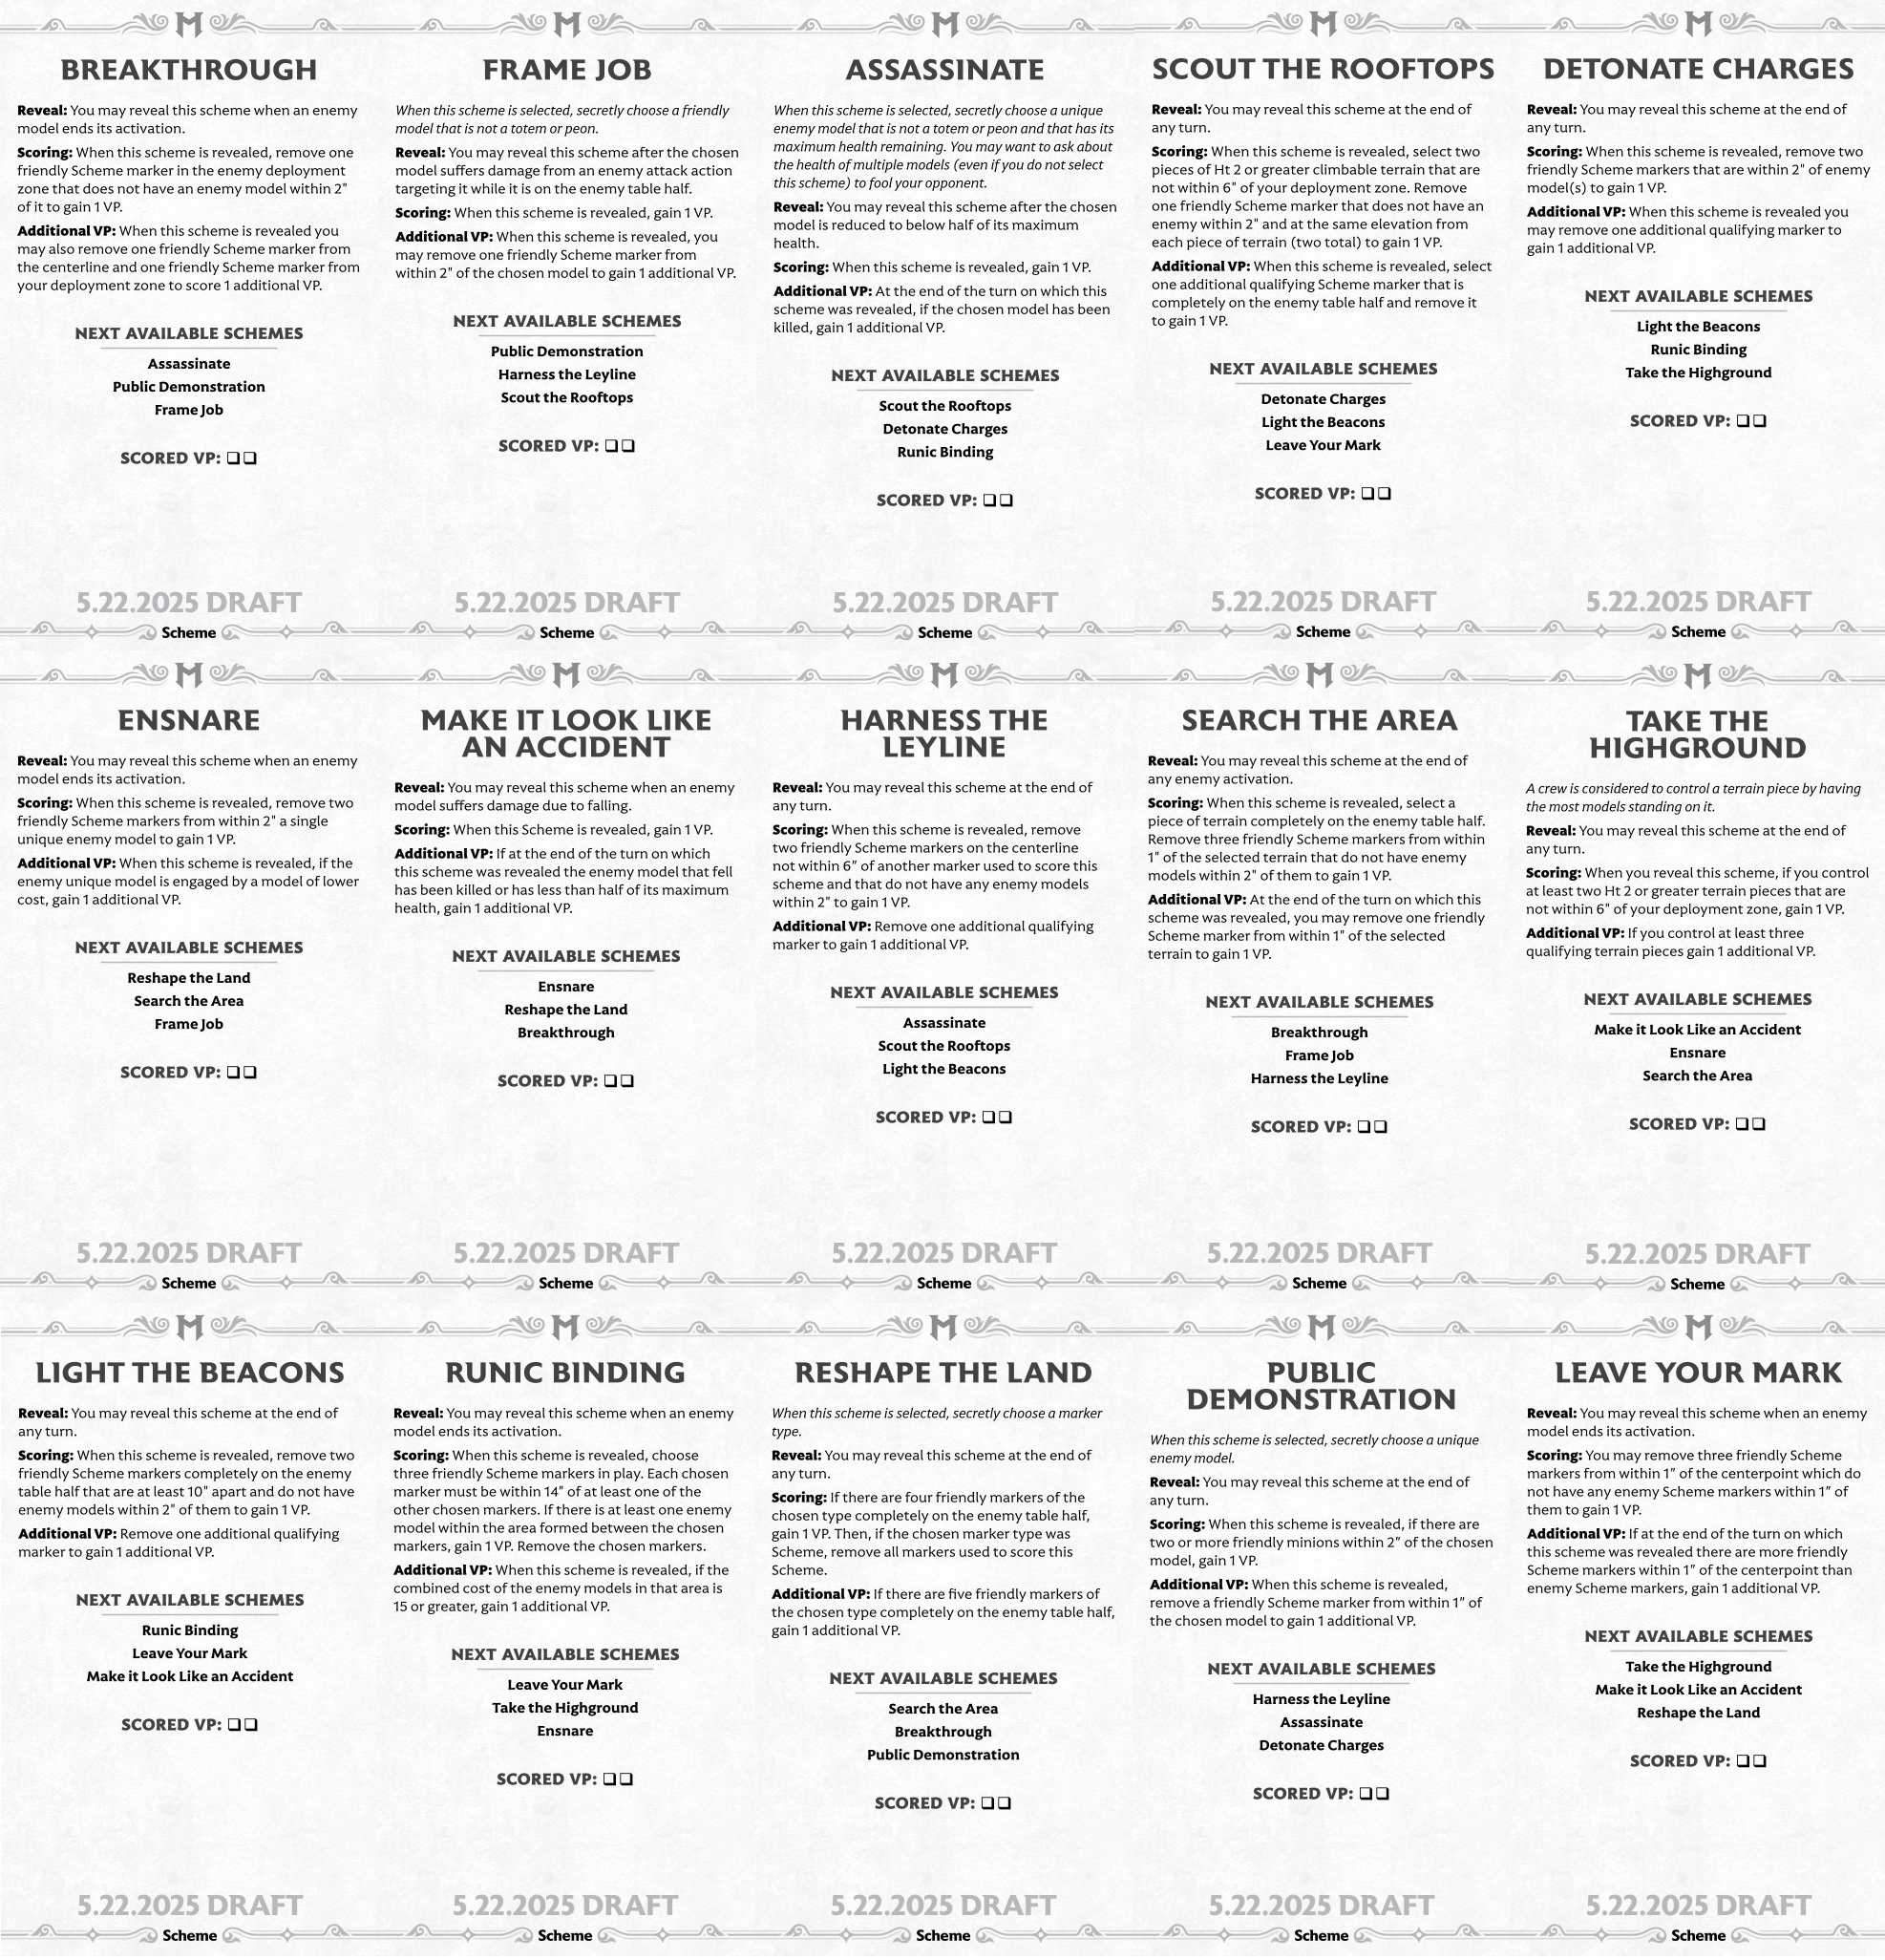 BREAKTHROUGH
Reveal: You may reveal this scheme when an enemy
model ends its activation.
Scoring: When this scheme is revealed, remove one
friendly Scheme marker in the enemy deployment
zone that does not have an enemy model within 2"
of it to gain 1 VP.
Additional VP: When this scheme is revealed you
may also remove one friendly Scheme marker from
the centerline and one friendly Scheme marker from
your deployment zone to score 1 additional VP.
NEXT AVAILABLE SCHEMES
Assassinate
Public Demonstration
Frame Job
SCORED VP: ❑❑
5.22.2025 DRAFT
Scheme
FRAME JOB
When this scheme is selected, secretly choose a friendly
model that is not a totem or peon.
Reveal: You may reveal this scheme after the chosen
model suffers damage from an enemy attack action
targeting it while it is on the enemy table half.
Scoring: When this scheme is revealed, gain 1 VP.
Additional VP: When this scheme is revealed, you
may remove one friendly Scheme marker from
within 2" of the chosen model to gain 1 additional VP.
NEXT AVAILABLE SCHEMES
Public Demonstration
Harness the Leyline
Scout the Rooftops
SCORED VP: ❑❑
5.22.2025 DRAFT
Scheme
ASSASSINATE
When this scheme is selected, secretly choose a unique
enemy model that is not a totem or peon and that has its
maximum health remaining. You may want to ask about
the health of multiple models (even if you do not select
this scheme) to fool your opponent.
Reveal: You may reveal this scheme after the chosen
model is reduced to below half of its maximum
health.
Scoring: When this scheme is revealed, gain 1 VP.
Additional VP: At the end of the turn on which this
scheme was revealed, if the chosen model has been
killed, gain 1 additional VP.
NEXT AVAILABLE SCHEMES
Scout the Rooftops
Detonate Charges
Runic Binding
SCORED VP: ❑❑
5.22.2025 DRAFT
Scheme
SCOUT THE ROOFTOPS
Reveal: You may reveal this scheme at the end of
any turn.
Scoring: When this scheme is revealed, select two
pieces of Ht 2 or greater climbable terrain that are
not within 6" of your deployment zone. Remove
one friendly Scheme marker that does not have an
enemy within 2" and at the same elevation from
each piece of terrain (two total) to gain 1 VP.
Additional VP: When this scheme is revealed, select
one additional qualifying Scheme marker that is
completely on the enemy table half and remove it
to gain 1 VP.
NEXT AVAILABLE SCHEMES
Detonate Charges
Light the Beacons
Leave Your Mark
SCORED VP: ❑❑
5.22.2025 DRAFT
Scheme
DETONATE CHARGES
Reveal: You may reveal this scheme at the end of
any turn.
Scoring: When this scheme is revealed, remove two
friendly Scheme markers that are within 2" of enemy
model(s) to gain 1 VP.
Additional VP: When this scheme is revealed you
may remove one additional qualifying marker to
gain 1 additional VP.
NEXT AVAILABLE SCHEMES
Light the Beacons
Runic Binding
Take the Highground
SCORED VP: ❑❑
5.22.2025 DRAFT
Scheme
ENSNARE
Reveal: You may reveal this scheme when an enemy
model ends its activation.
Scoring: When this scheme is revealed, remove two
friendly Scheme markers from within 2" a single
unique enemy model to gain 1 VP.
Additional VP: When this scheme is revealed, if the
enemy unique model is engaged by a model of lower
cost, gain 1 additional VP.
NEXT AVAILABLE SCHEMES
Reshape the Land
Search the Area
Frame Job
SCORED VP: ❑❑
5.22.2025 DRAFT
Scheme
MAKE IT LOOK LIKE
AN ACCIDENT
Reveal: You may reveal this scheme when an enemy
model suffers damage due to falling.
Scoring: When this Scheme is revealed, gain 1 VP.
Additional VP: If at the end of the turn on which
this scheme was revealed the enemy model that fell
has been killed or has less than half of its maximum
health, gain 1 additional VP.
NEXT AVAILABLE SCHEMES
Ensnare
Reshape the Land
Breakthrough
SCORED VP: ❑❑
5.22.2025 DRAFT
Scheme
HARNESS THE
LEYLINE
Reveal: You may reveal this scheme at the end of
any turn.
Scoring: When this scheme is revealed, remove
two friendly Scheme markers on the centerline
not within 6" of another marker used to score this
scheme and that do not have any enemy models
within 2" to gain 1 VP.
Additional VP: Remove one additional qualifying
marker to gain 1 additional VP.
NEXT AVAILABLE SCHEMES
Assassinate
Scout the Rooftops
Light the Beacons
SCORED VP: ❑❑
5.22.2025 DRAFT
Scheme
SEARCH THE AREA
Reveal: You may reveal this scheme at the end of
any enemy activation.
Scoring: When this scheme is revealed, select a
piece of terrain completely on the enemy table half.
Remove three friendly Scheme markers from within
1" of the selected terrain that do not have enemy
models within 2" of them to gain 1 VP.
Additional VP: At the end of the turn on which this
scheme was revealed, you may remove one friendly
Scheme marker from within 1" of the selected
terrain to gain 1 VP.
NEXT AVAILABLE SCHEMES
Breakthrough
Frame Job
Harness the Leyline
SCORED VP: ❑❑
5.22.2025 DRAFT
Scheme
TAKE THE
HIGHGROUND
A crew is considered to control a terrain piece by having
the most models standing on it.
Reveal: You may reveal this scheme at the end of
any turn.
Scoring: When you reveal this scheme, if you control
at least two Ht 2 or greater terrain pieces that are
not within 6" of your deployment zone, gain 1 VP.
Additional VP: If you control at least three
qualifying terrain pieces gain 1 additional VP.
NEXT AVAILABLE SCHEMES
Make it Look Like an Accident
Ensnare
Search the Area
SCORED VP: ❑❑
5.22.2025 DRAFT
Scheme
LIGHT THE BEACONS
Reveal: You may reveal this scheme at the end of
any turn.
Scoring: When this scheme is revealed, remove two
friendly Scheme markers completely on the enemy
table half that are at least 10" apart and do not have
enemy models within 2" of them to gain 1 VP.
Additional VP: Remove one additional qualifying
marker to gain 1 additional VP.
NEXT AVAILABLE SCHEMES
Runic Binding
Leave Your Mark
Make it Look Like an Accident
SCORED VP: ❑❑
5.22.2025 DRAFT
Scheme
RUNIC BINDING
Reveal: You may reveal this scheme when an enemy
model ends its activation.
Scoring: When this scheme is revealed, choose
three friendly Scheme markers in play. Each chosen
marker must be within 14" of at least one of the
other chosen markers. If there is at least one enemy
model within the area formed between the chosen
markers, gain 1 VP. Remove the chosen markers.
Additional VP: When this scheme is revealed, if the
combined cost of the enemy models in that area is
15 or greater, gain 1 additional VP.
NEXT AVAILABLE SCHEMES
Leave Your Mark
Take the Highground
Ensnare
SCORED VP: ❑❑
5.22.2025 DRAFT
Scheme
RESHAPE THE LAND
When this scheme is selected, secretly choose a marker
type.
Reveal: You may reveal this scheme at the end of
any turn.
Scoring: If there are four friendly markers of the
chosen type completely on the enemy table half,
gain 1 VP. Then, if the chosen marker type was
Scheme, remove all markers used to score this
Scheme.
Additional VP: If there are five friendly markers of
the chosen type completely on the enemy table half,
gain 1 additional VP.
NEXT AVAILABLE SCHEMES
Search the Area
Breakthrough
Public Demonstration
SCORED VP: ❑❑
5.22.2025 DRAFT
Scheme
PUBLIC
DEMONSTRATION
When this scheme is selected, secretly choose a unique
enemy model.
Reveal: You may reveal this scheme at the end of
any turn.
Scoring: When this scheme is revealed, if there are
two or more friendly minions within 2" of the chosen
model, gain 1 VP.
Additional VP: When this scheme is revealed,
remove a friendly Scheme marker from within 1" of
the chosen model to gain 1 additional VP.
NEXT AVAILABLE SCHEMES
Harness the Leyline
Assassinate
Detonate Charges
SCORED VP: ❑❑
5.22.2025 DRAFT
Scheme
LEAVE YOUR MARK
Reveal: You may reveal this scheme when an enemy
model ends its activation.
Scoring: You may remove three friendly Scheme
markers from within 1" of the centerpoint which do
not have any enemy Scheme markers within 1" of
them to gain 1 VP.
Additional VP: If at the end of the turn on which
this scheme was revealed there are more friendly
Scheme markers within 1" of the centerpoint than
enemy Scheme markers, gain 1 additional VP.
NEXT AVAILABLE SCHEMES
Take the Highground
Make it Look Like an Accident
Reshape the Land
SCORED VP: ❑❑
5.22.2025 DRAFT
Scheme